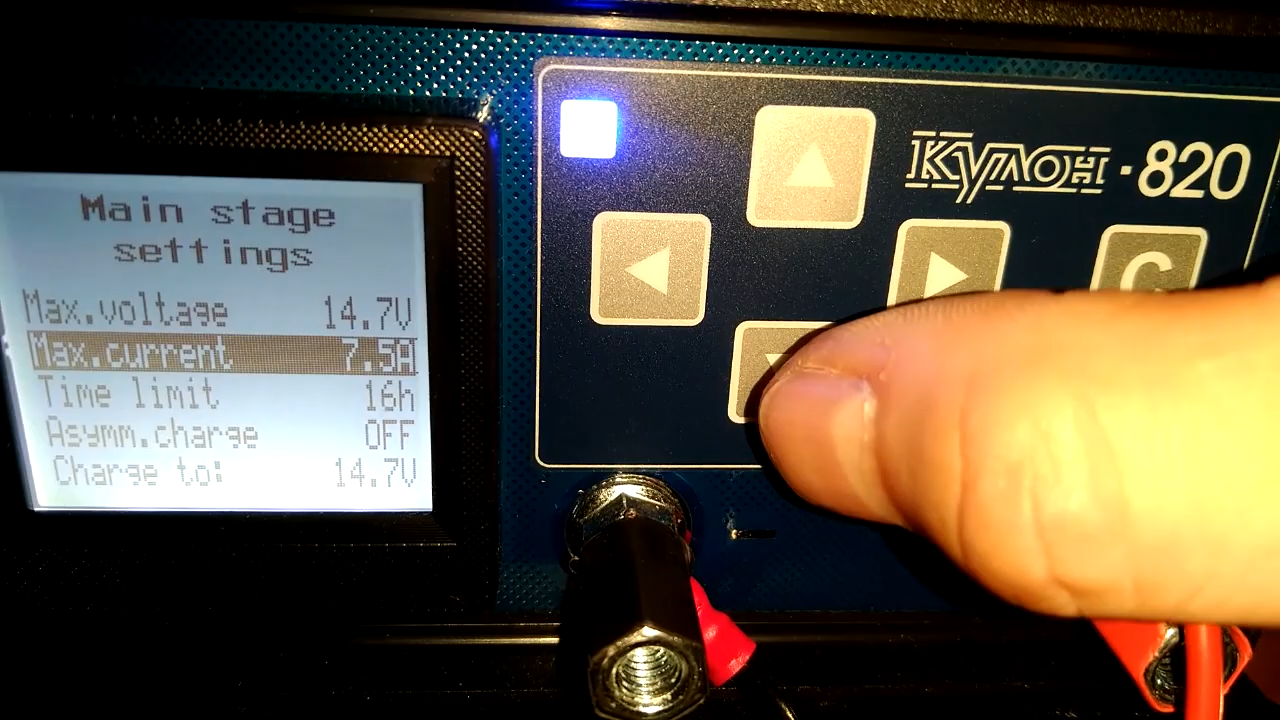 Main stage
settings
Max.voltage 14.7V
Max.current 7.5A
Time limit 16h
Asymm.charge OFF
Charge to: 14.7V
КУЛОН-820
C